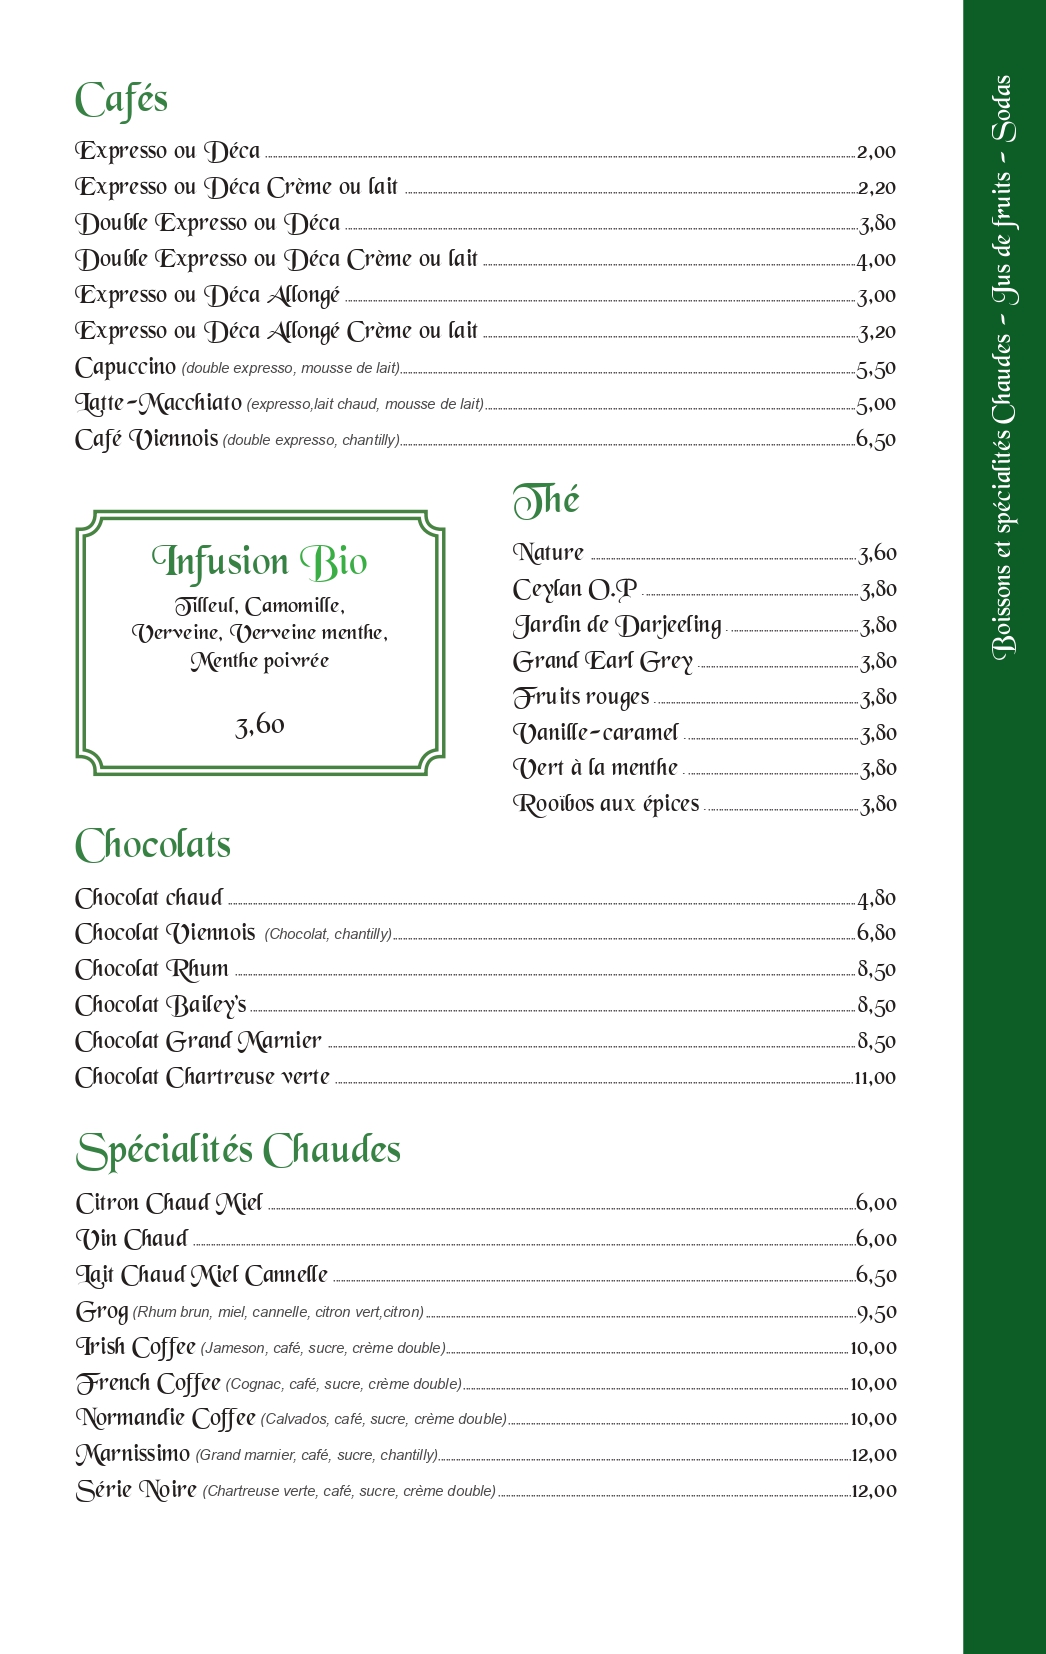 Cafés
Expresso ou Déca 2,00
Expresso ou Déca Crème ou lait 2,20
Double Expresso ou Déca 3,80
Double Expresso ou Déca Crème ou lait 4,00
Expresso ou Déca Allongé 3,00
Expresso ou Déca Allongé Crème ou lait 3,20
Capuccino (double expresso, mousse de lait) 5,50
Latte-Macchiato (expresso,lait chaud, mousse de lait) 5,00
Café Viennois (double expresso, chantilly) 6,50
Infusion Bio
Tilleul, Camomille,
Verveine, Verveine menthe,
Menthe poivrée
3,60
Thé
Nature 3,60
Ceylan O.P 3,80
Jardin de Darjeeling 3,80
Grand Earl Grey 3,80
Fruits rouges 3,80
Vanille-caramel 3,80
Vert à la menthe 3,80
Rooïbos aux épices 3,80
Chocolats
Chocolat chaud 4,80
Chocolat Viennois (Chocolat, chantilly) 6,80
Chocolat Rhum 8,50
Chocolat Bailey's 8,50
Chocolat Grand Marnier 8,50
Chocolat Chartreuse verte 11,00
Spécialités Chaudes
Citron Chaud Miel 6,00
Vin Chaud 6,00
Lait Chaud Miel Cannelle 6,50
Grog (Rhum brun, miel, cannelle, citron vert,citron) 9,50
Irish Coffee (Jameson, café, sucre, crème double) 10,00
French Coffee (Cognac, café, sucre, crème double) 10,00
Normandie Coffee (Calvados, café, sucre, crème double) 10,00
Marnissimo (Grand marnier, café, sucre, chantilly) 12,00
Série Noire (Chartreuse verte, café, sucre, crème double) 12,00
Boissons et spécialités Chaudes - Jus de fruits - Sodas